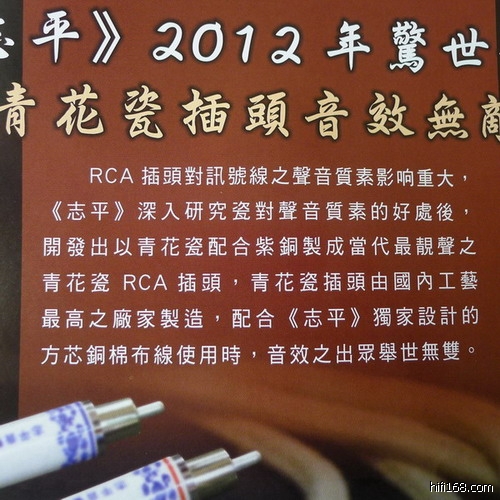 志平》2012年驚世
青花瓷插頭音效無敵
RCA 插頭對訊號線之聲音質素影响重大，
《志平》深入研究瓷對聲音質素的好處後，
開發出以青花瓷配合紫銅製成當代最靚聲之
青花瓷 RCA 插頭，青花瓷插頭由國內工藝
最高之廠家製造，配合《志平》獨家設計的
方芯銅棉布線使用時，音效之出眾舉世無雙。
hifi168.com